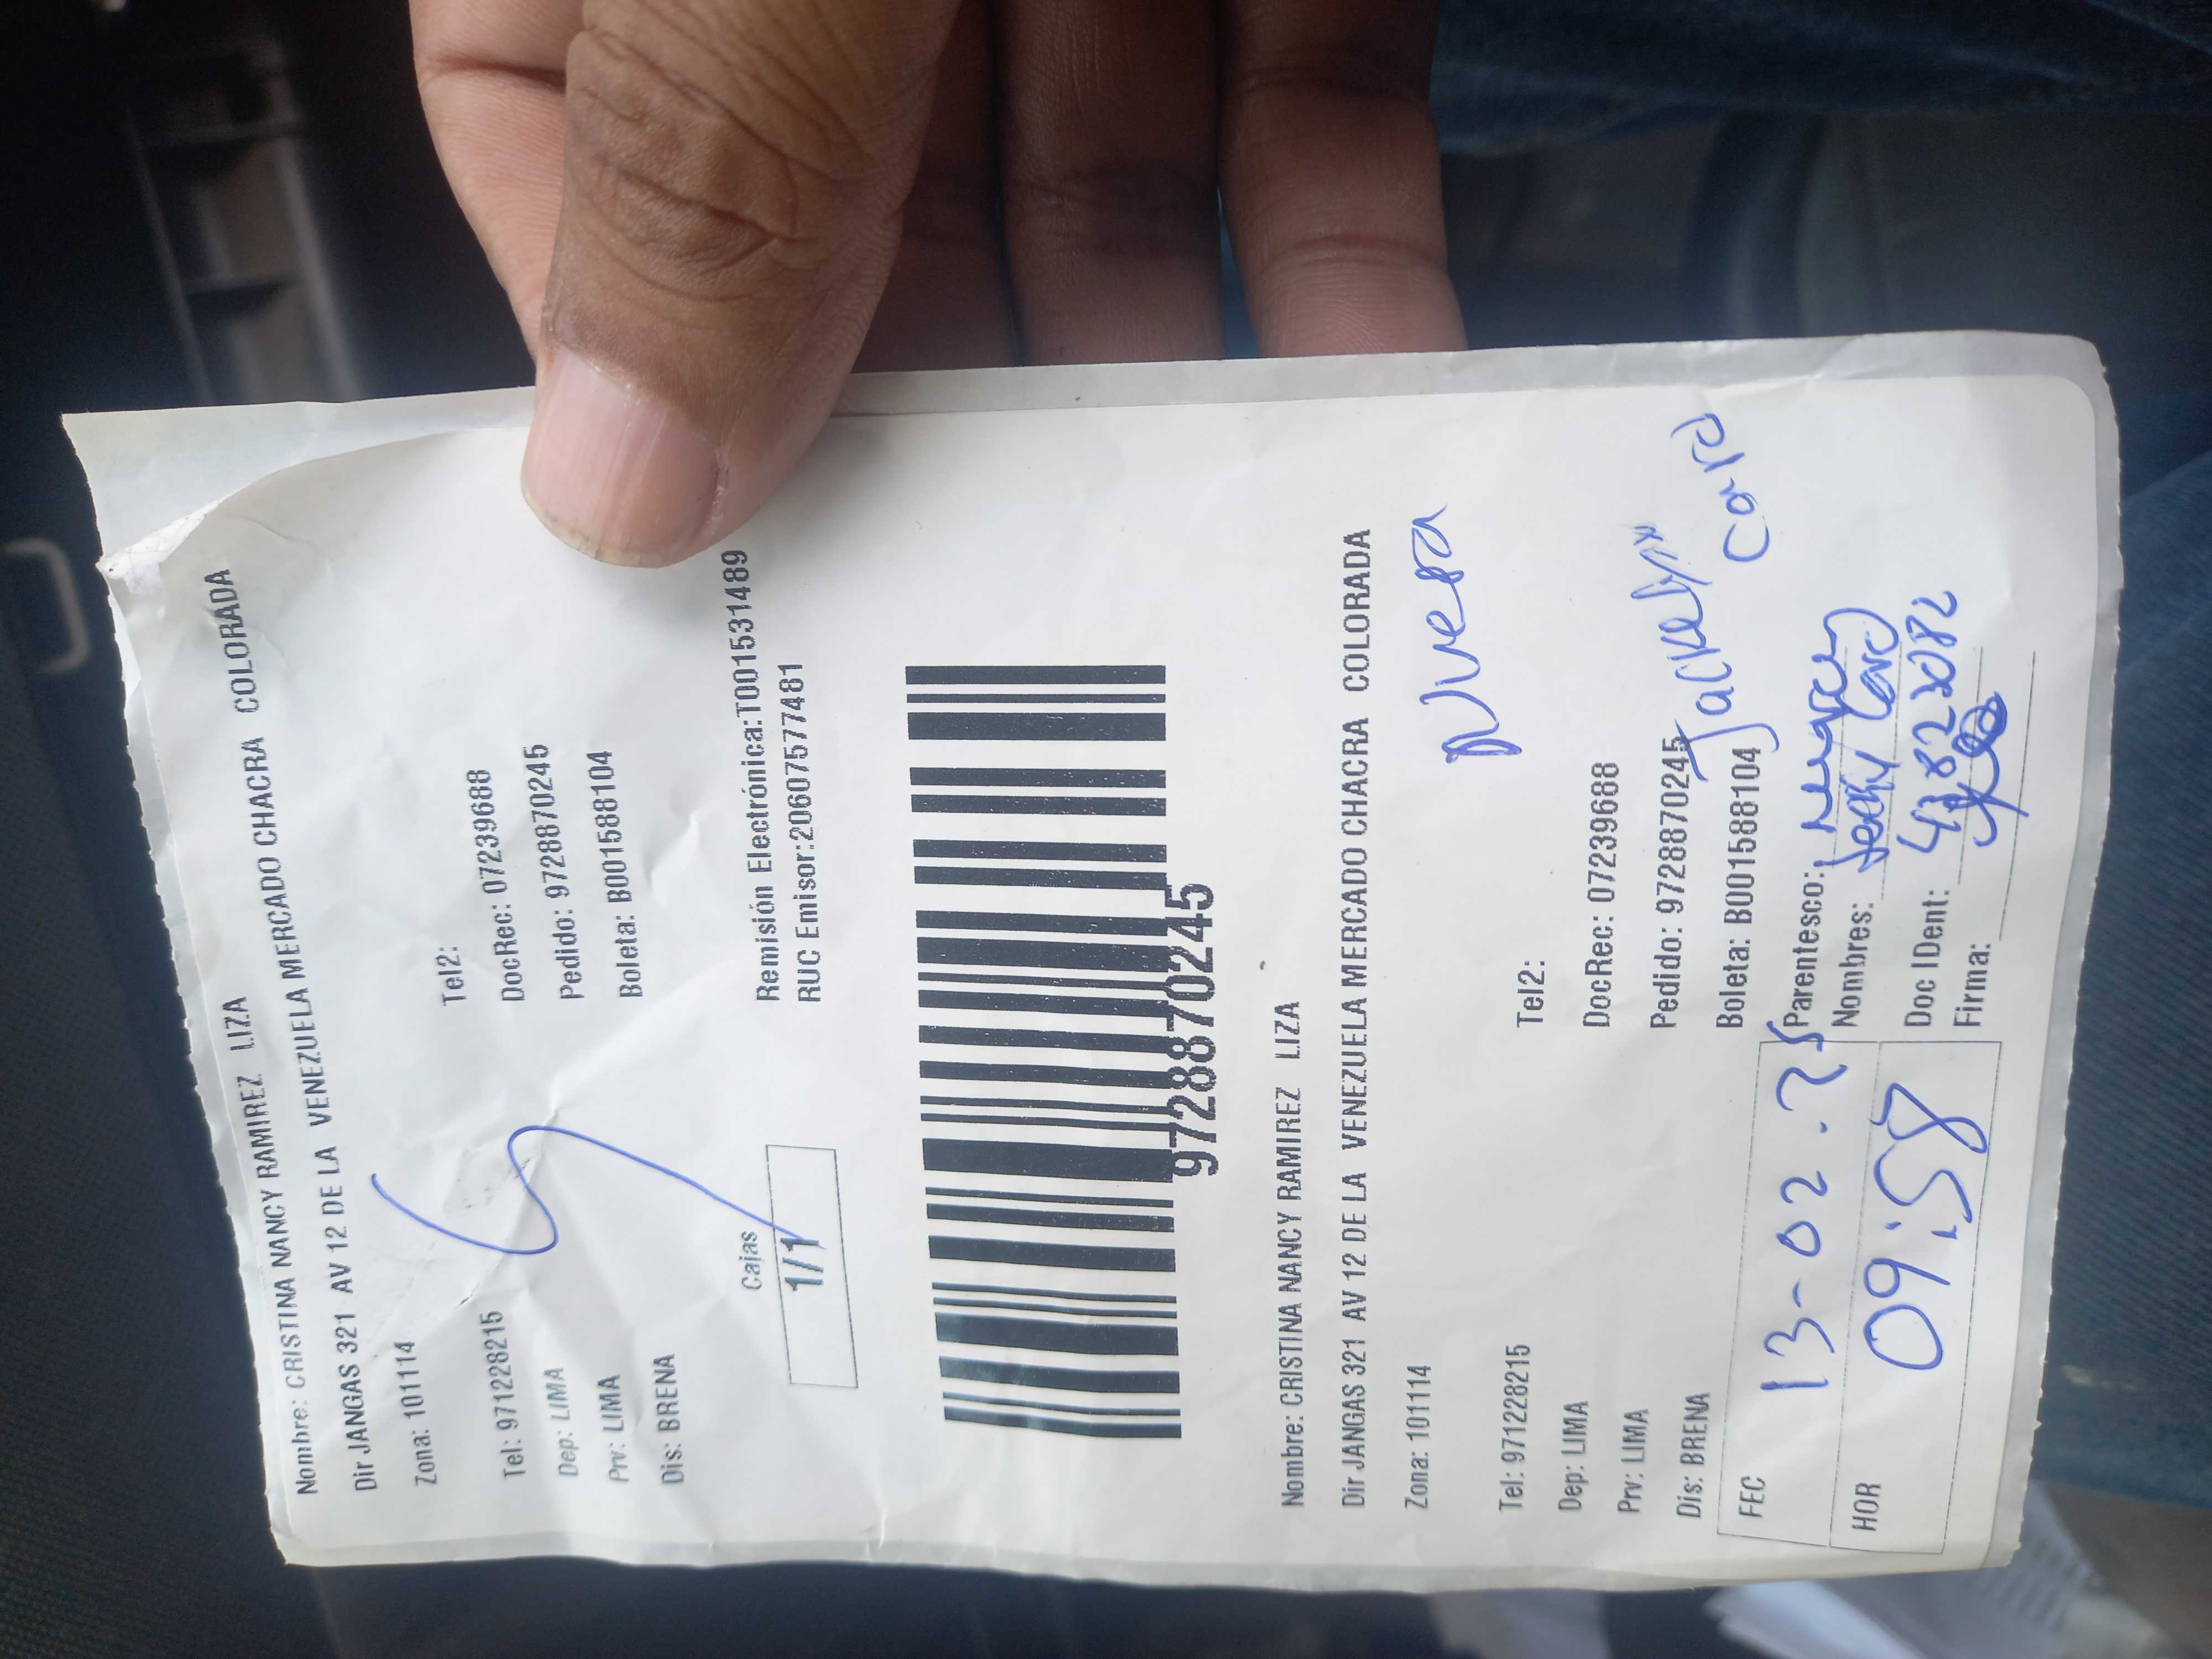 Nombre: CRISTINA NANCY RAMIREZ LIZA
Dir JANGAS 321 AV 12 DE LA VENEZUELA MERCADO CHACRA COLORADA
Zona: 101114
Tel: 971228215 Tel2:
Dep: LIMA DocRec: 07239688
Prv: LIMA Pedido: 97288870245
Dis: BRENA Boleta: B001588104
Cajas
1/1
Remisión Electrónica:T001531489
RUC Emisor:20607577481
97288870245
Nombre: CRISTINA NANCY RAMIREZ LIZA
Dir JANGAS 321 AV 12 DE LA VENEZUELA MERCADO CHACRA COLORADA
Zona: 101114
Nuera
Tel: 971228215 Tel2:
Dep: LIMA DocRec: 07239688
Prv: LIMA Pedido: 97288870245
Dis: BRENA Boleta: B001588104
FEC 13-02.25 Parentesco:
Nombres:
HOR 09:58 Doc IDent: 43822082
Firma: